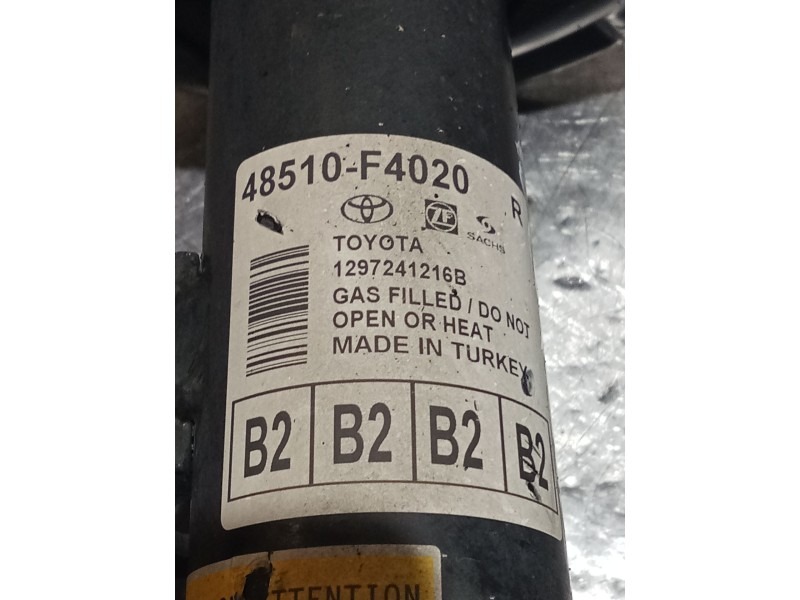 48510-F4020 R
ZF
SACHS
TOYOTA
1297241216B
GAS FILLED / DO NOT
OPEN OR HEAT
MADE IN TURKEY
B2 B2 B2 B2
ATTENTION